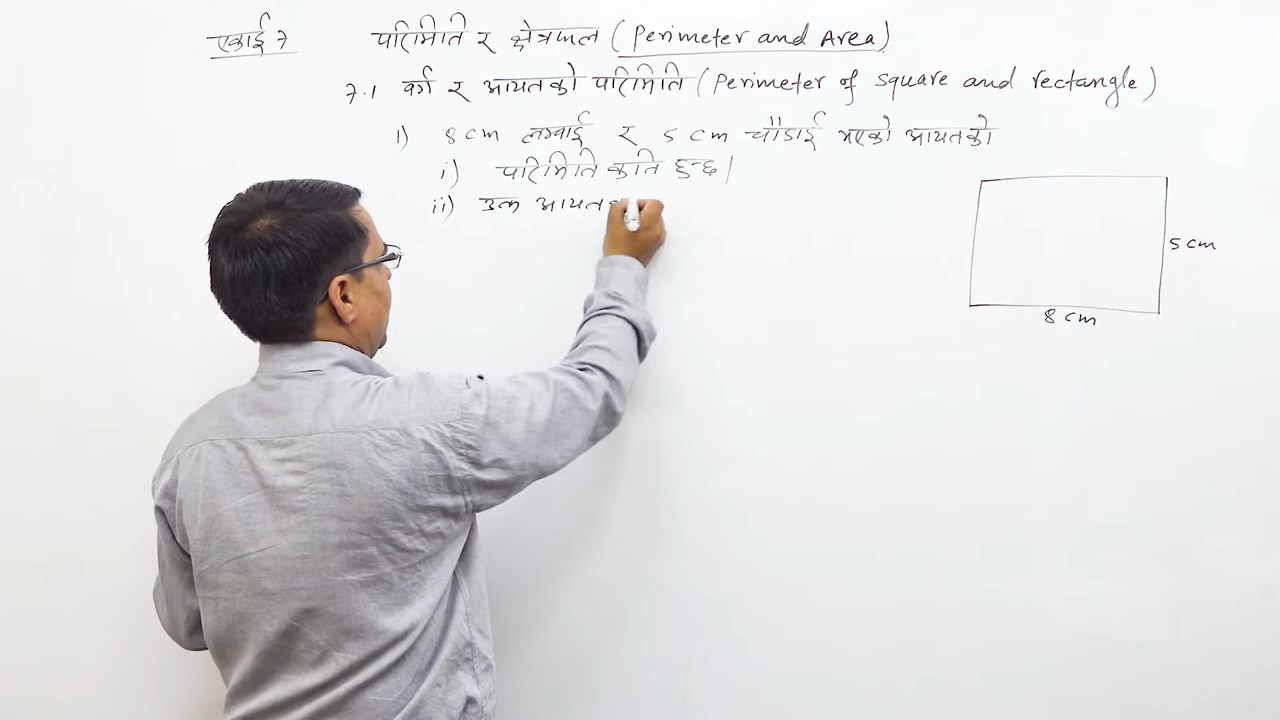 एकाई 7 परिमिति र क्षेत्रफल (Perimeter and Area)
7.1 वर्ग र आयतको परिमिति (Perimeter of square and rectangle)
1) 8 cm लम्बाई र 5 cm चौडाई भएको आयतको
i) परिमिति कति हुन्छ ।
ii) उक्त आयत
5 cm
8 cm